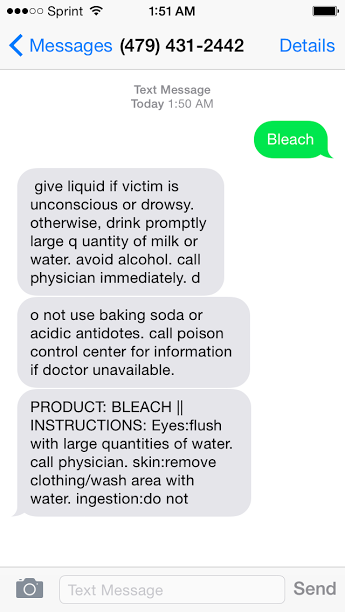 Sprint 1:51 AM
Messages (479) 431-2442 Details
Text Message
Today 1:50 AM
Bleach
give liquid if victim is
unconscious or drowsy.
otherwise, drink promptly
large q uantity of milk or
water. avoid alcohol. call
physician immediately. d
o not use baking soda or
acidic antidotes. call poison
control center for information
if doctor unavailable.
PRODUCT: BLEACH ||
INSTRUCTIONS: Eyes:flush
with large quantities of water.
call physician. skin:remove
clothing/wash area with
water. ingestion:do not
Text Message Send